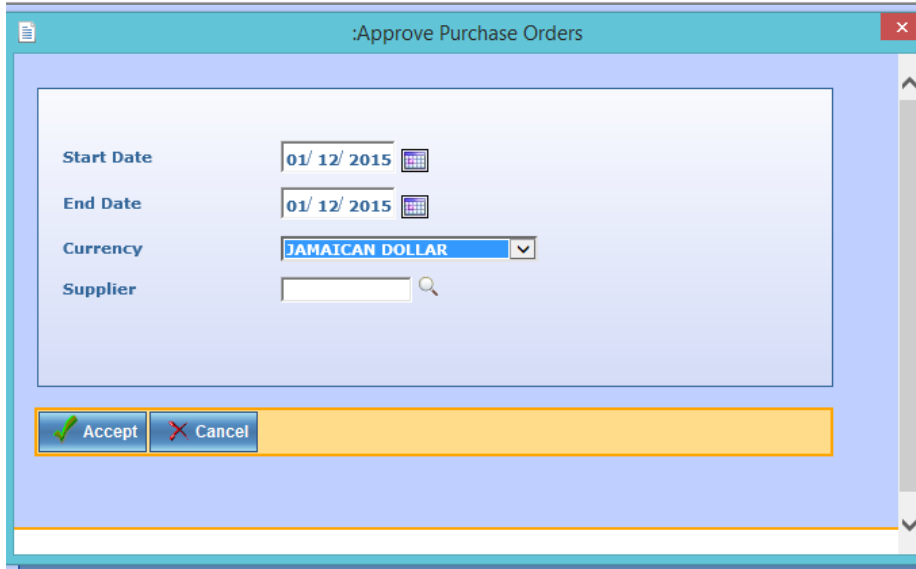 :Approve Purchase Orders
Start Date 01/ 12/ 2015
End Date 01/ 12/ 2015
Currency JAMAICAN DOLLAR
Supplier
Accept Cancel